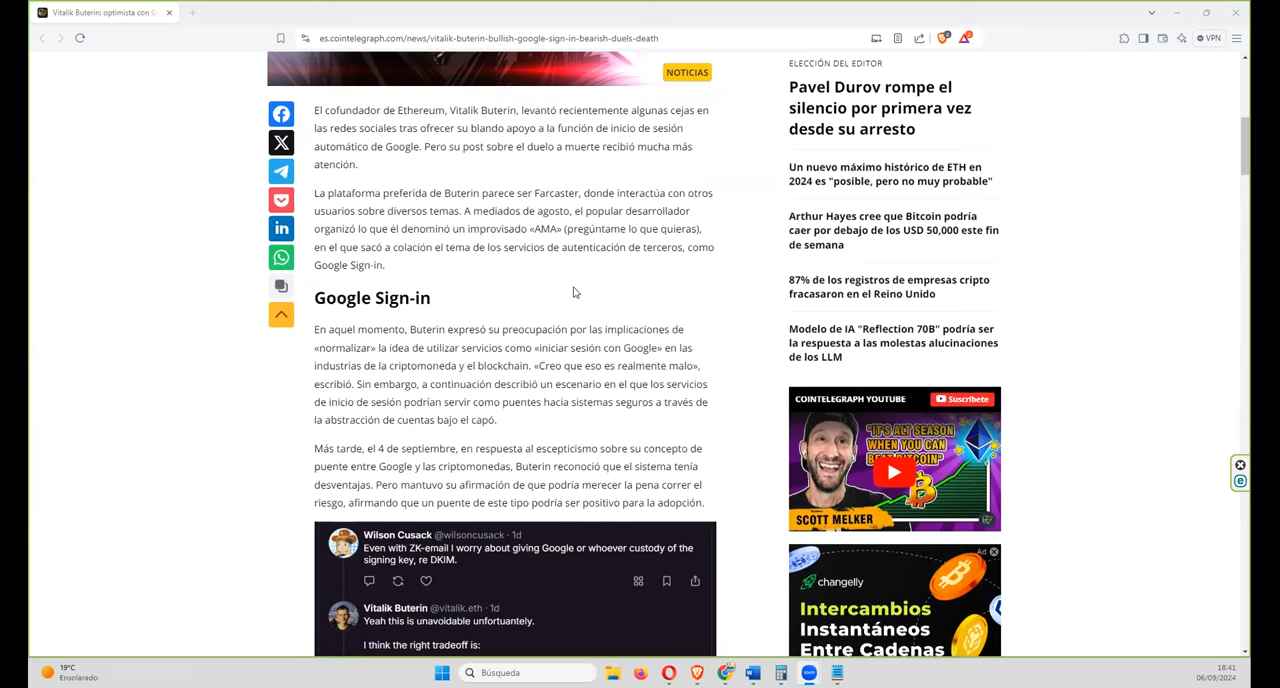 Vitalik Buterin: optimista con G
es.cointelegraph.com/news/vitalik-buterin-bullish-google-sign-in-bearish-duels-death
VPN
NOTICIAS
El cofundador de Ethereum, Vitalik Buterin, levantó recientemente algunas cejas en
las redes sociales tras ofrecer su blando apoyo a la función de inicio de sesión
automático de Google. Pero su post sobre el duelo a muerte recibió mucha más
atención.
La plataforma preferida de Buterin parece ser Farcaster, donde interactúa con otros
usuarios sobre diversos temas. A mediados de agosto, el popular desarrollador
organizó lo que él denominó un improvisado «AMA» (pregúntame lo que quieras),
en el que sacó a colación el tema de los servicios de autenticación de terceros, como
Google Sign-in.
Google Sign-in
En aquel momento, Buterin expresó su preocupación por las implicaciones de
«normalizar» la idea de utilizar servicios como «iniciar sesión con Google» en las
industrias de la criptomoneda y el blockchain. «Creo que eso es realmente malo»,
escribió. Sin embargo, a continuación describió un escenario en el que los servicios
de inicio de sesión podrían servir como puentes hacia sistemas seguros a través de
la abstracción de cuentas bajo el capó.
Más tarde, el 4 de septiembre, en respuesta al escepticismo sobre su concepto de
puente entre Google y las criptomonedas, Buterin reconoció que el sistema tenía
desventajas. Pero mantuvo su afirmación de que podría merecer la pena correr el
riesgo, afirmando que un puente de este tipo podría ser positivo para la adopción.
Wilson Cusack @wilsoncusack · 1d
Even with ZK-email I worry about giving Google or whoever custody of the
signing key, re DKIM.
Vitalik Buterin @vitalik.eth · 1d
Yeah this is unavoidable unfortuantely.
I think the right tradeoff is:
ELECCIÓN DEL EDITOR
Pavel Durov rompe el
silencio por primera vez
desde su arresto
Un nuevo máximo histórico de ETH en
2024 es "posible, pero no muy probable"
Arthur Hayes cree que Bitcoin podría
caer por debajo de los USD 50,000 este fin
de semana
87% de los registros de empresas cripto
fracasaron en el Reino Unido
Modelo de IA "Reflection 70B" podría ser
la respuesta a las molestas alucinaciones
de los LLM
COINTELEGRAPH YOUTUBE
Suscríbete
"IT'S ALT SEASON
WHEN YOU CAN
BEAT BITCOIN"
SCOTT MELKER
Ad
changelly
Intercambios
Instantáneos
Entre Cadenas
19°C
Ensolarado
Búsqueda
zoom
18:41
06/09/2024